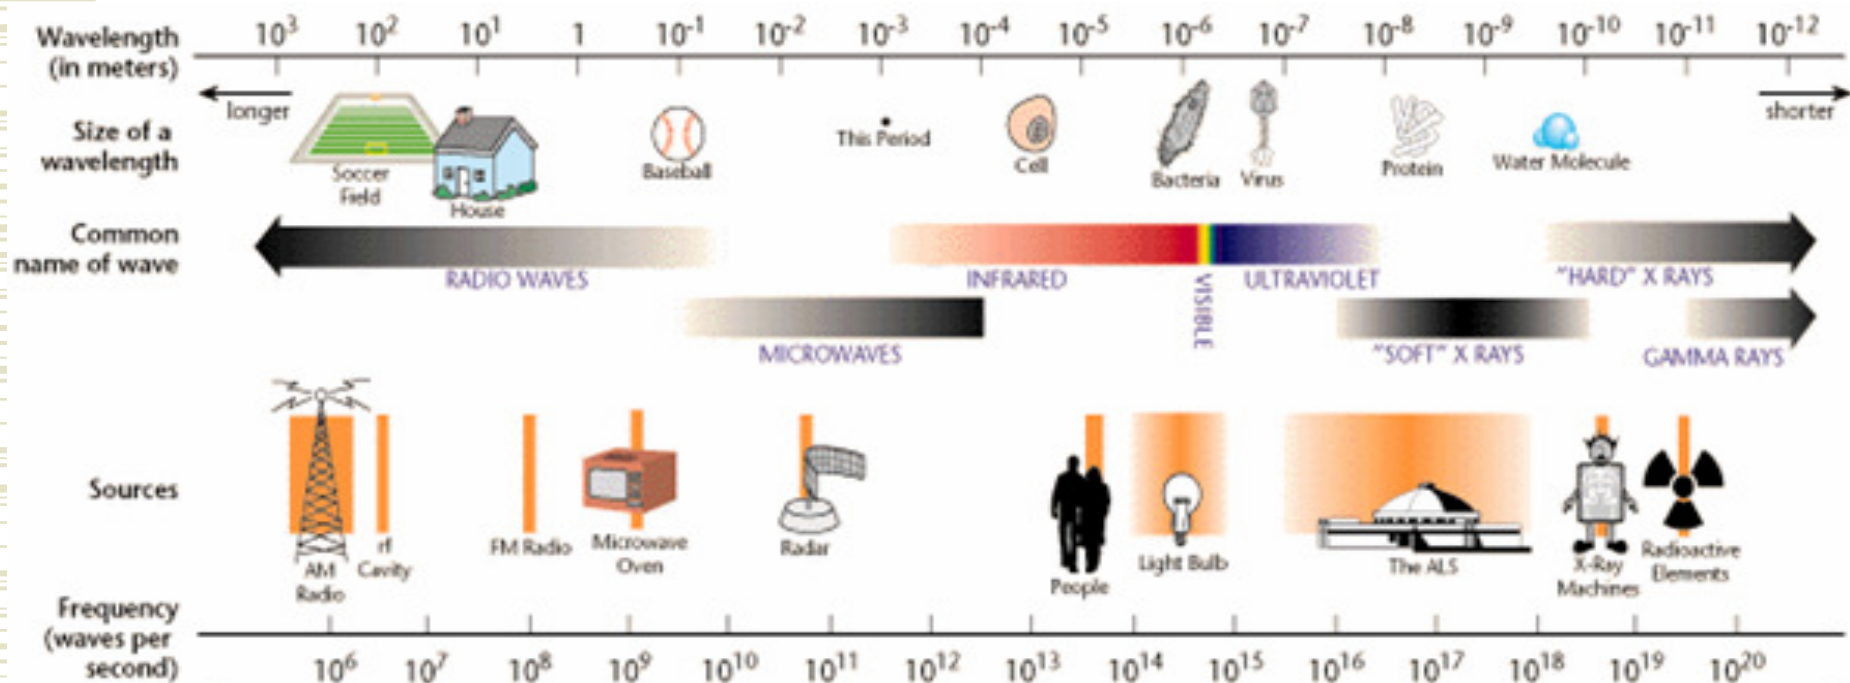 Wavelength
(in meters)
10³ 10² 10¹ 1 10⁻¹ 10⁻² 10⁻³ 10⁻⁴ 10⁻⁵ 10⁻⁶ 10⁻⁷ 10⁻⁸ 10⁻⁹ 10⁻¹⁰ 10⁻¹¹ 10⁻¹²
longer
shorter
Size of a
wavelength
Soccer
Field
House
Baseball
This Period
Cell
Bacteria
Virus
Protein
Water Molecule
Common
name of wave
RADIO WAVES
INFRARED
VISIBLE
ULTRAVIOLET
"HARD" X RAYS
MICROWAVES
"SOFT" X RAYS
GAMMA RAYS
Sources
AM
Radio
rf
Cavity
FM Radio
Microwave
Oven
Radar
People
Light Bulb
The ALS
X-Ray
Machines
Radioactive
Elements
Frequency
(waves per
second)
10⁶ 10⁷ 10⁸ 10⁹ 10¹⁰ 10¹¹ 10¹² 10¹³ 10¹⁴ 10¹⁵ 10¹⁶ 10¹⁷ 10¹⁸ 10¹⁹ 10²⁰